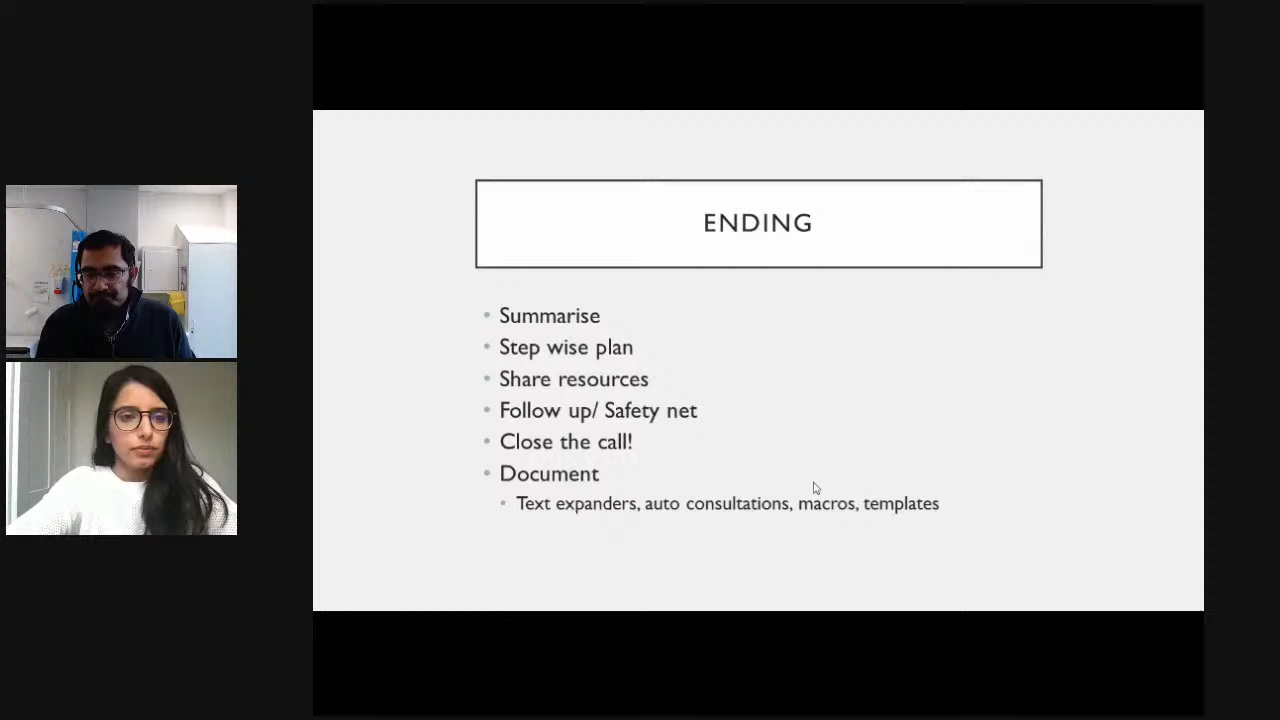 ENDING
Summarise
Step wise plan
Share resources
Follow up/ Safety net
Close the call!
Document
Text expanders, auto consultations, macros, templates